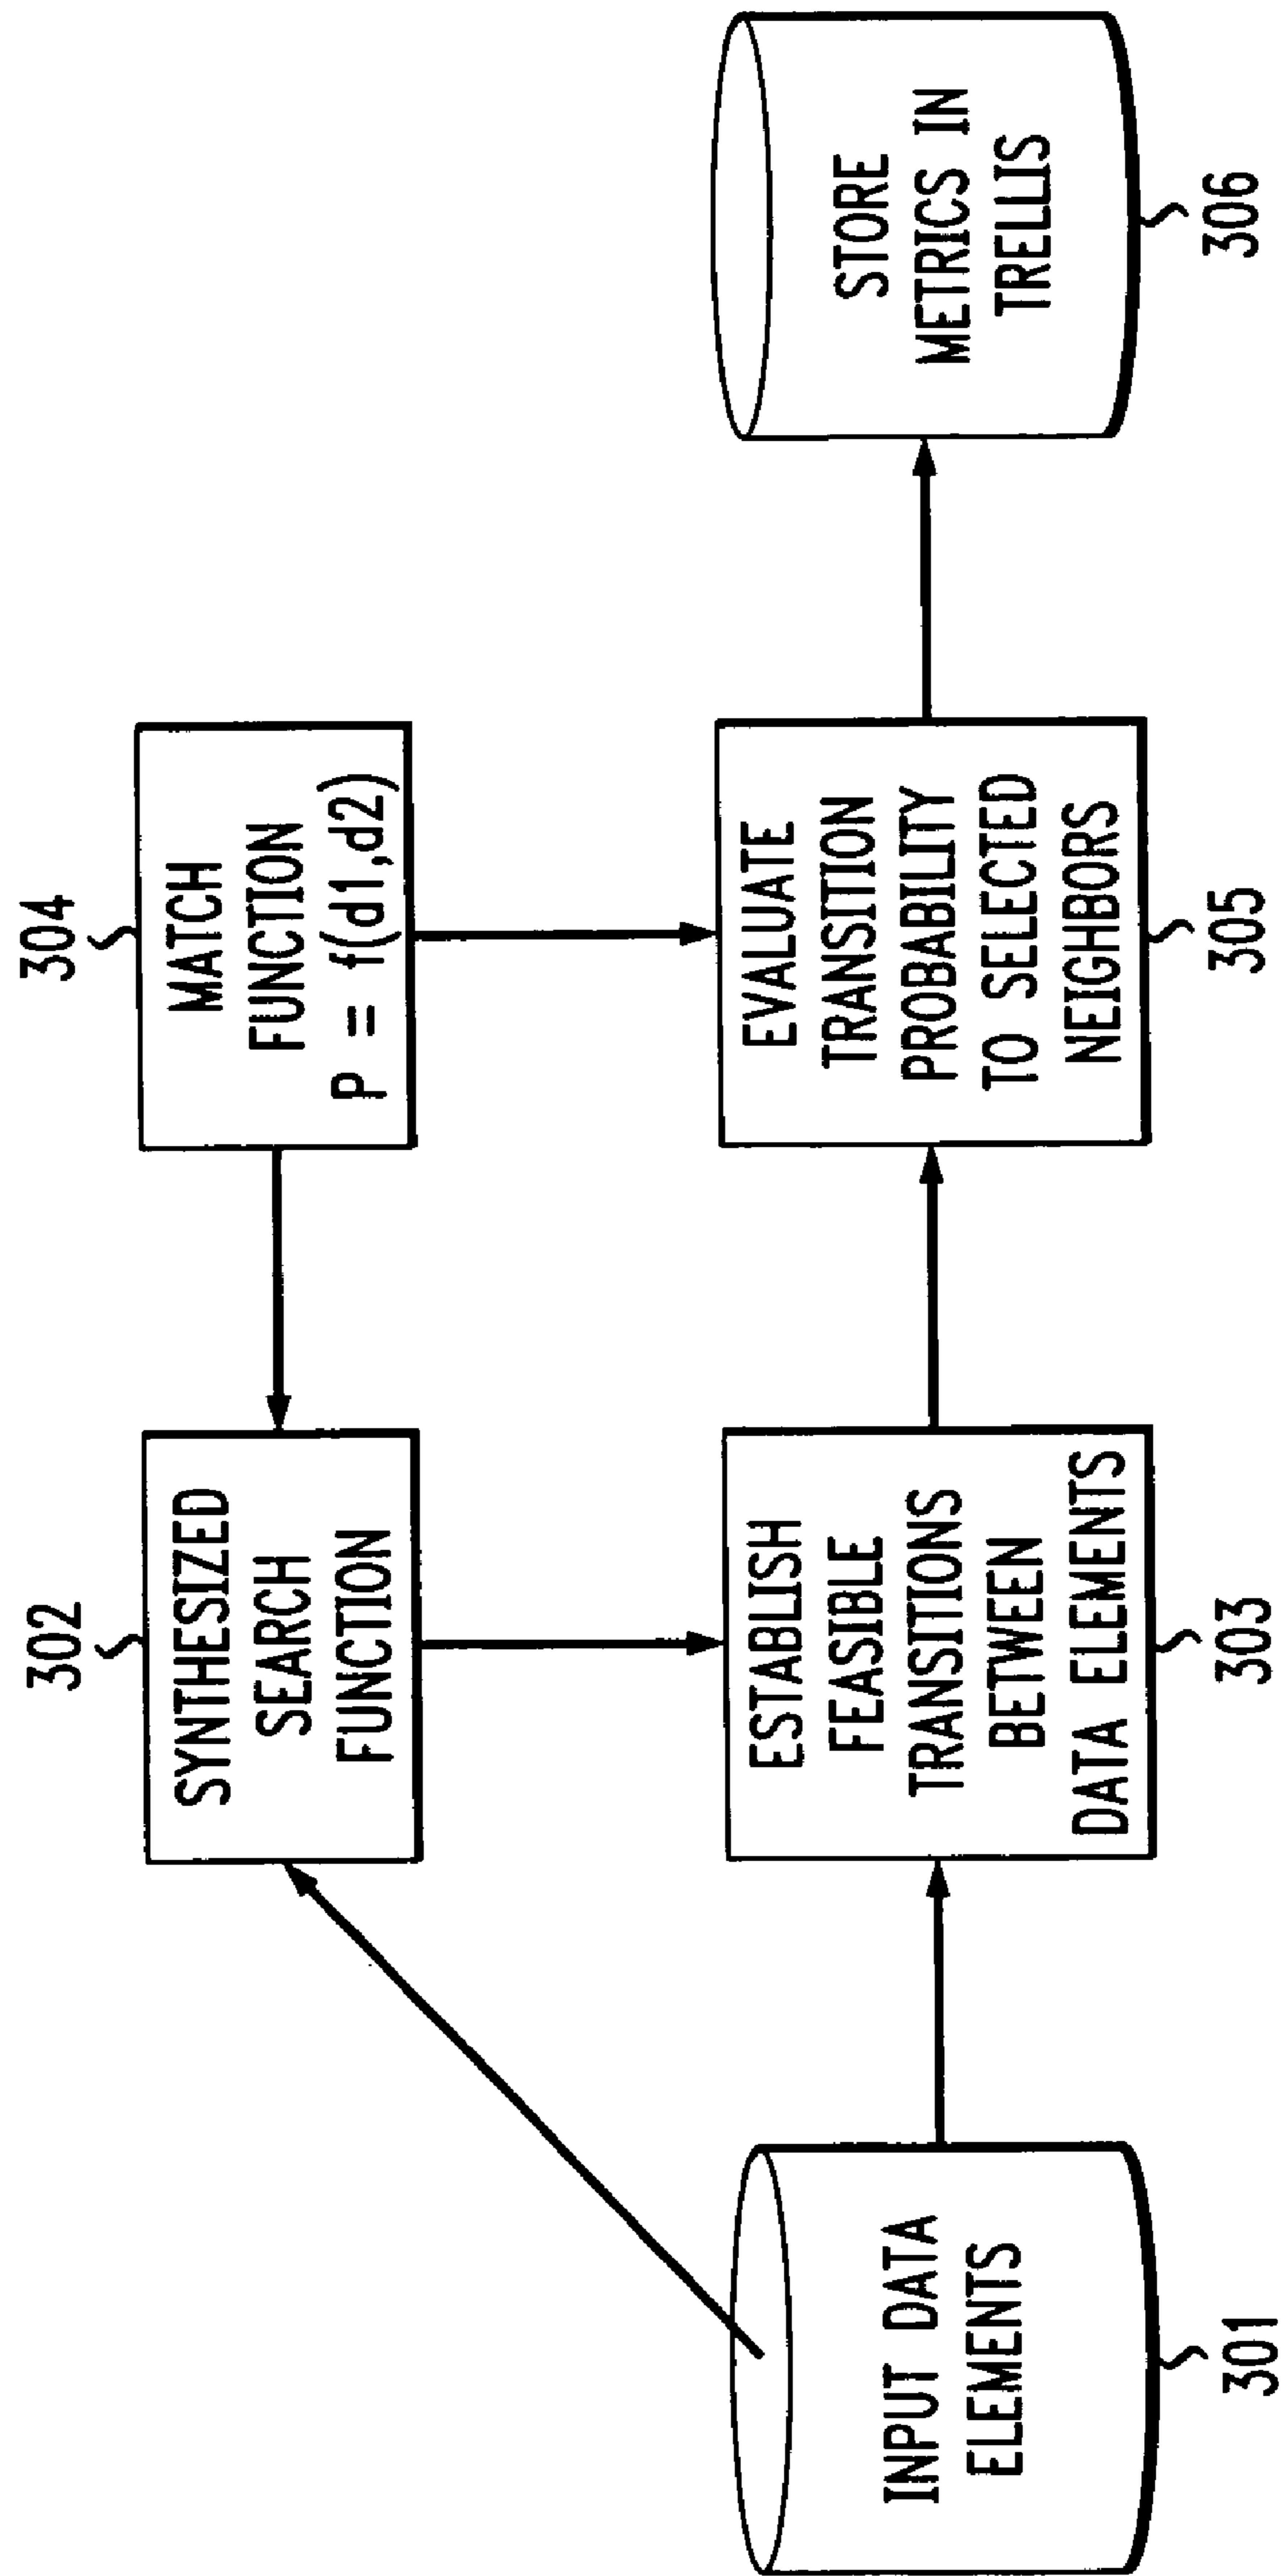 302
SYNTHESIZED
SEARCH
FUNCTION
304
MATCH
FUNCTION
P = f(d1,d2)
INPUT DATA
ELEMENTS
301
ESTABLISH
FEASIBLE
TRANSITIONS
BETWEEN
DATA ELEMENTS
303
EVALUATE
TRANSITION
PROBABILITY
TO SELECTED
NEIGHBORS
305
STORE
METRICS IN
TRELLIS
306